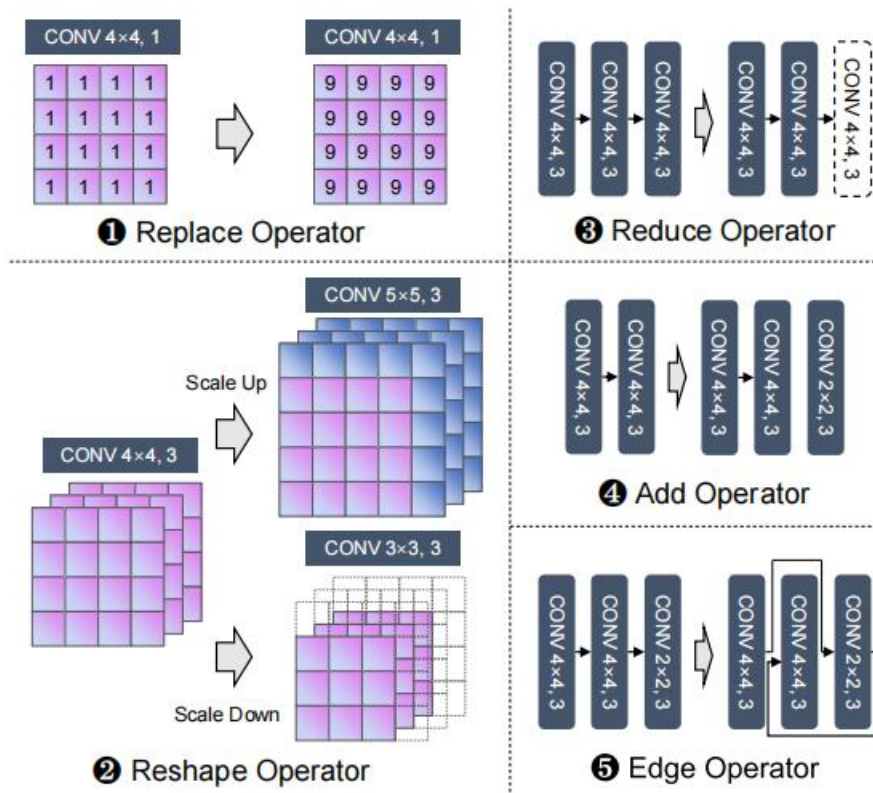 CONV 4×4, 1
1 1 1 1
1 1 1 1
1 1 1 1
1 1 1 1
CONV 4×4, 1
9 9 9 9
9 9 9 9
9 9 9 9
9 9 9 9
❶ Replace Operator
CONV 4×4, 3
CONV 4×4, 3
CONV 4×4, 3
CONV 4×4, 3
CONV 4×4, 3
CONV 4×4, 3
❸ Reduce Operator
CONV 4×4, 3
Scale Up
CONV 5×5, 3
Scale Down
CONV 3×3, 3
❷ Reshape Operator
CONV 4×4, 3
CONV 4×4, 3
CONV 4×4, 3
CONV 4×4, 3
CONV 2×2, 3
❹ Add Operator
CONV 4×4, 3
CONV 4×4, 3
CONV 2×2, 3
CONV 4×4, 3
CONV 4×4, 3
CONV 2×2, 3
❺ Edge Operator